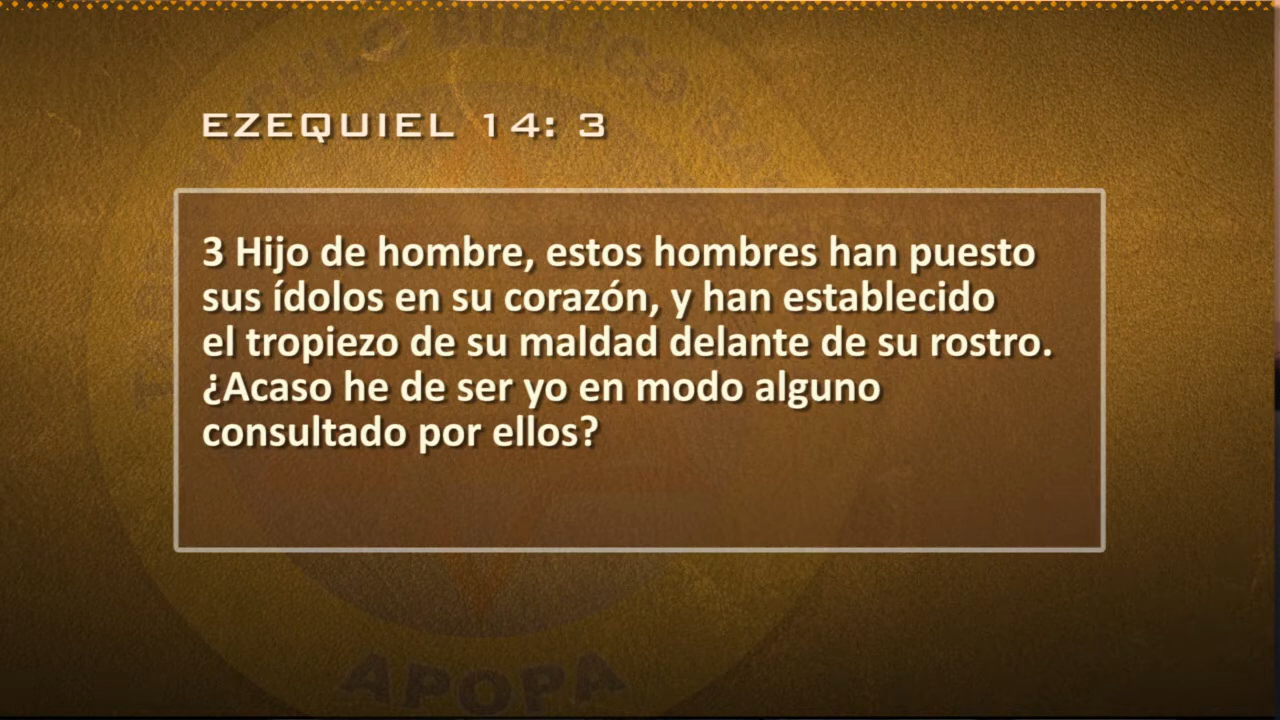 EZEQUIEL 14: 3
3 Hijo de hombre, estos hombres han puesto
sus ídolos en su corazón, y han establecido
el tropiezo de su maldad delante de su rostro.
¿Acaso he de ser yo en modo alguno
consultado por ellos?
APOPA